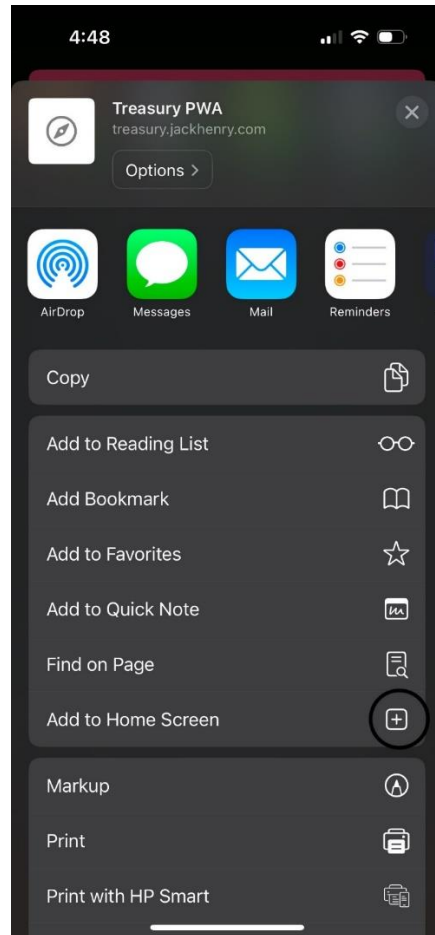 4:48
Treasury PWA
treasury.jackhenry.com
Options >
AirDrop
Messages
Mail
Reminders
Copy
Add to Reading List
Add Bookmark
Add to Favorites
Add to Quick Note
Find on Page
Add to Home Screen
Markup
Print
Print with HP Smart